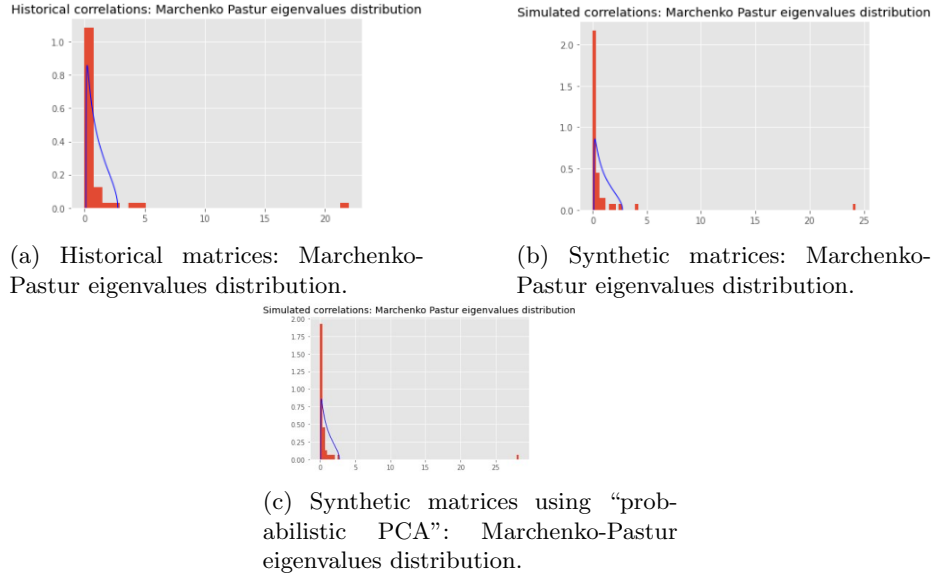 Historical correlations: Marchenko Pastur eigenvalues distribution
1.0
0.8
0.6
0.4
0.2
0.0
0 5 10 15 20
(a) Historical matrices: Marchenko-
Pastur eigenvalues distribution.
Simulated correlations: Marchenko Pastur eigenvalues distribution
2.0
1.5
1.0
0.5
0.0
0 5 10 15 20 25
(b) Synthetic matrices: Marchenko-
Pastur eigenvalues distribution.
Simulated correlations: Marchenko Pastur eigenvalues distribution
2.00
1.75
1.50
1.25
1.00
0.75
0.50
0.25
0.00
0 5 10 15 20 25
(c) Synthetic matrices using “prob-
abilistic PCA”: Marchenko-Pastur
eigenvalues distribution.